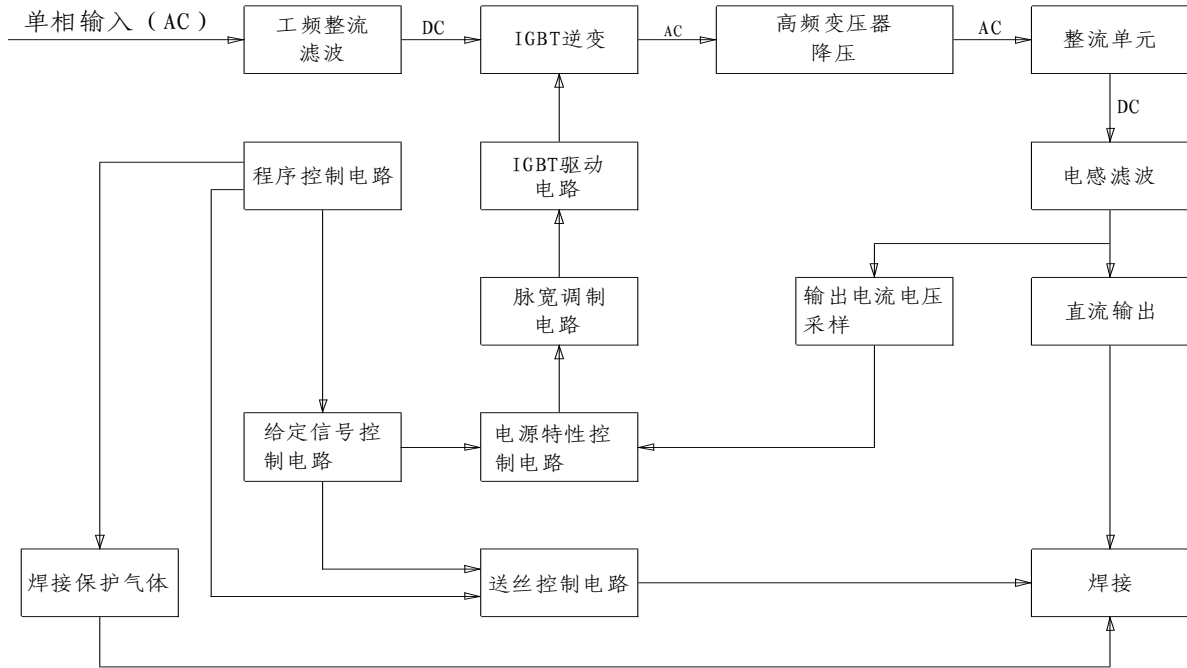 单相输入（AC）
工频整流
滤波
DC
IGBT逆变
AC
高频变压器
降压
AC
整流单元
DC
程序控制电路
IGBT驱动
电路
电感滤波
脉宽调制
电路
输出电流电压
采样
直流输出
给定信号控
制电路
电源特性控
制电路
焊接保护气体
送丝控制电路
焊接